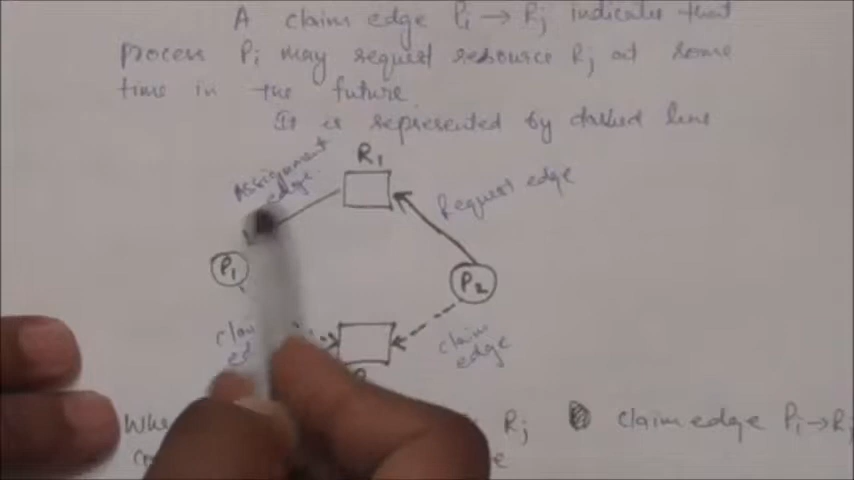 A claim edge Pi → Rj indicates that
process Pi may request resource Rj at some
time in the future.
It is represented by dashed line
R1
Assignment
edge.
Request edge
P1
P2
claim
edge
Rj
claim edge Pi → Rj